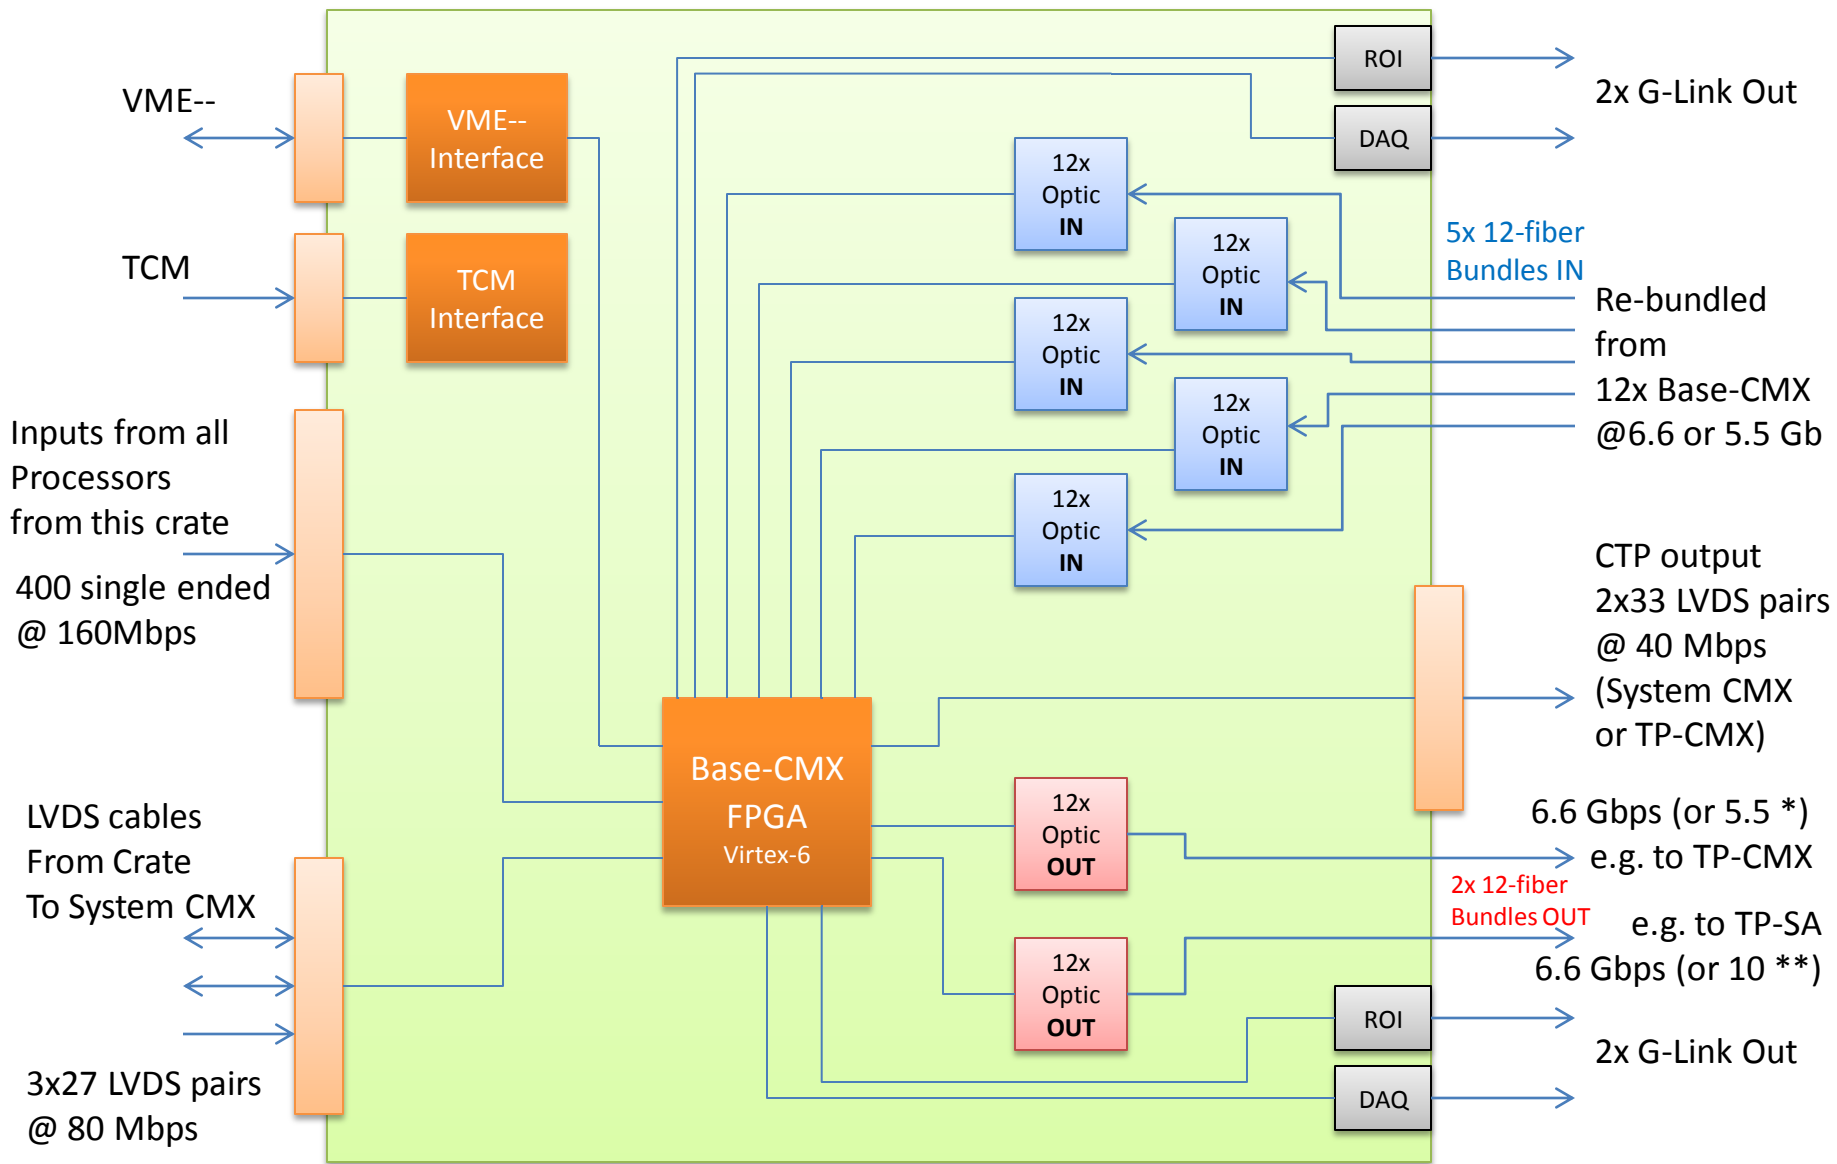 VME--
TCM
Inputs from all
Processors
from this crate
400 single ended
@ 160Mbps
LVDS cables
From Crate
To System CMX
3x27 LVDS pairs
@ 80 Mbps
VME--
Interface
TCM
Interface
Base-CMX
FPGA
Virtex-6
12x
Optic
IN
12x
Optic
IN
12x
Optic
IN
12x
Optic
IN
12x
Optic
IN
12x
Optic
OUT
12x
Optic
OUT
ROI
DAQ
2x G-Link Out
5x 12-fiber
Bundles IN
Re-bundled
from
12x Base-CMX
@6.6 or 5.5 Gb
CTP output
2x33 LVDS pairs
@ 40 Mbps
(System CMX
or TP-CMX)
6.6 Gbps (or 5.5 *)
e.g. to TP-CMX
2x 12-fiber
Bundles OUT
e.g. to TP-SA
6.6 Gbps (or 10 **)
ROI
DAQ
2x G-Link Out